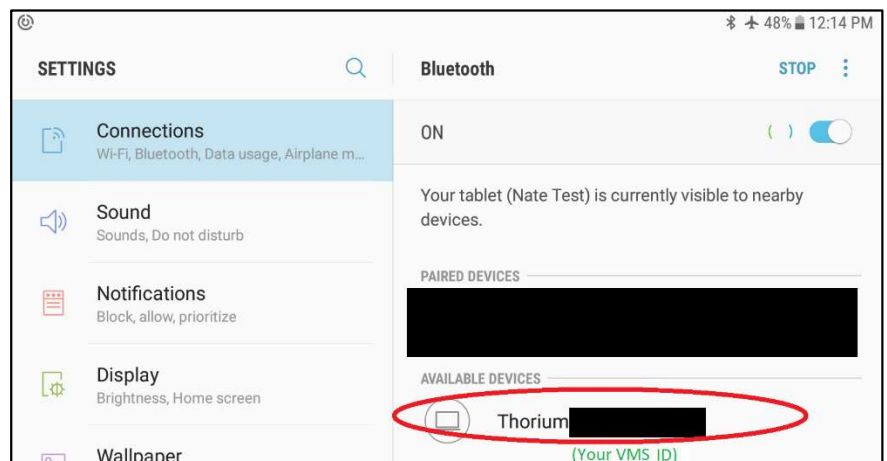 48% 12:14 PM
SETTINGS
Connections
Wi-Fi, Bluetooth, Data usage, Airplane m...
Sound
Sounds, Do not disturb
Notifications
Block, allow, prioritize
Display
Brightness, Home screen
Wallpaper
Bluetooth STOP
ON
Your tablet (Nate Test) is currently visible to nearby
devices.
PAIRED DEVICES
AVAILABLE DEVICES
Thorium
(Your VMS ID)